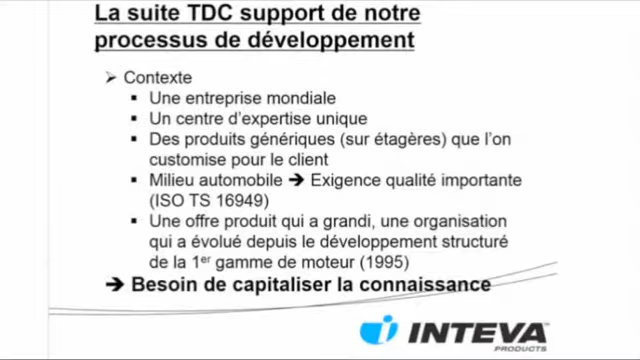 La suite TDC support de notre
processus de développement
➢ Contexte
▪ Une entreprise mondiale
▪ Un centre d'expertise unique
▪ Des produits génériques (sur étagères) que l'on
customise pour le client
▪ Milieu automobile ➔ Exigence qualité importante
(ISO TS 16949)
▪ Une offre produit qui a grandi, une organisation
qui a évolué depuis le développement structuré
de la 1er gamme de moteur (1995)
➔ Besoin de capitaliser la connaissance
INTEVA
PRODUCTS